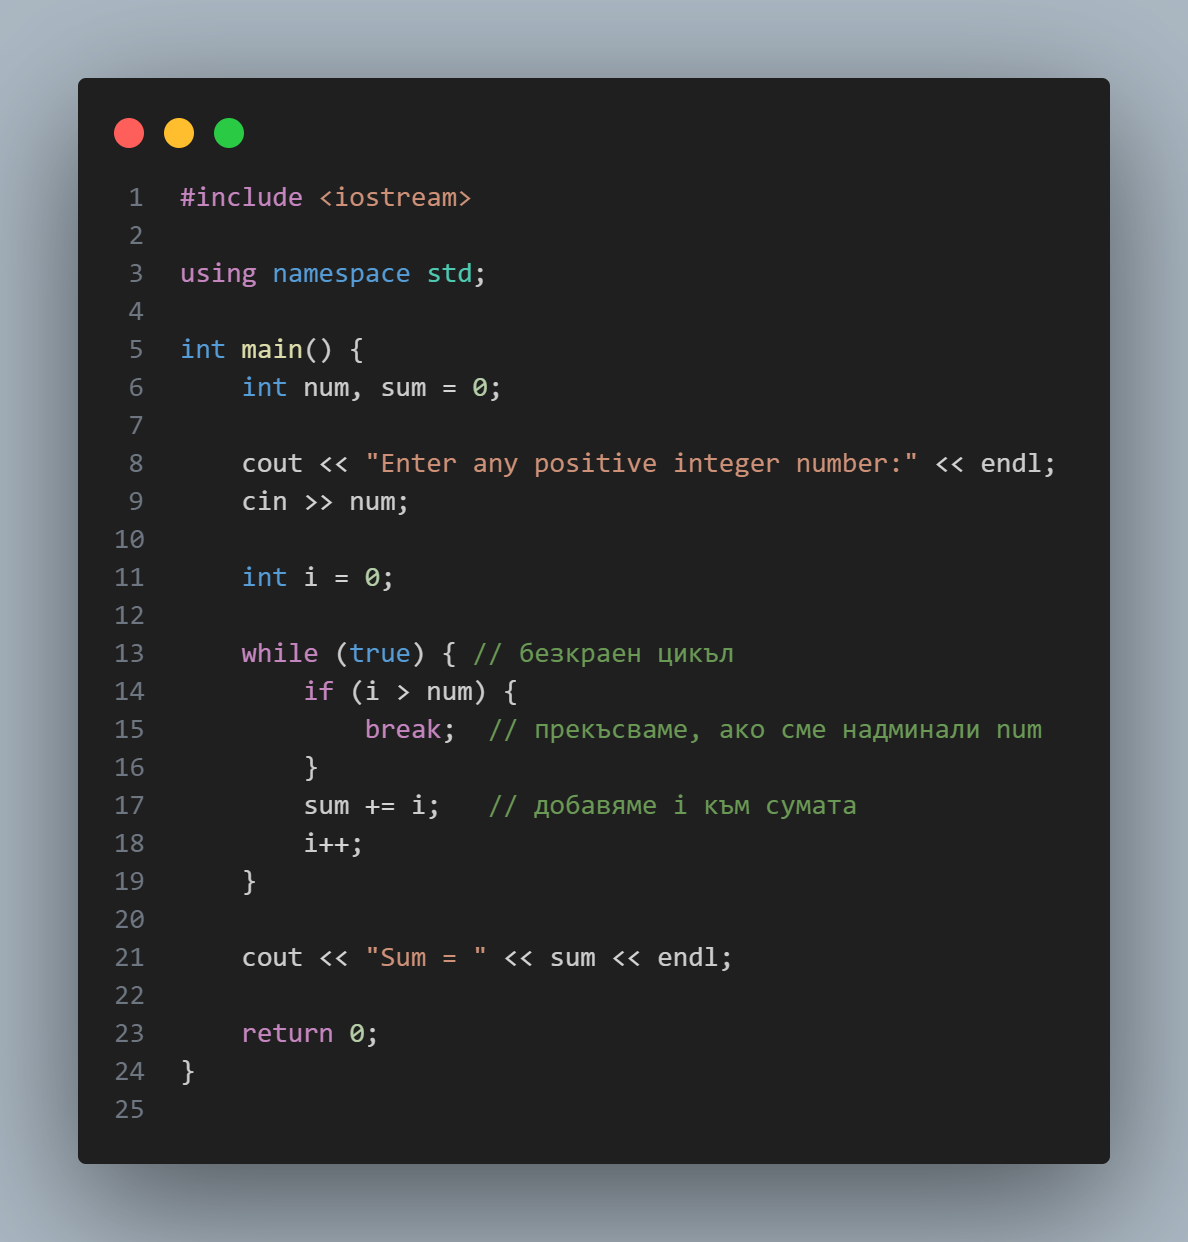 1 #include <iostream>
2
3 using namespace std;
4
5 int main() {
6     int num, sum = 0;
7
8     cout << "Enter any positive integer number:" << endl;
9     cin >> num;
10
11     int i = 0;
12
13     while (true) { // безкраен цикъл
14         if (i > num) {
15             break;  // прекъсваме, ако сме надминали num
16         }
17         sum += i;   // добавяме i към сумата
18         i++;
19     }
20
21     cout << "Sum = " << sum << endl;
22
23     return 0;
24 }
25